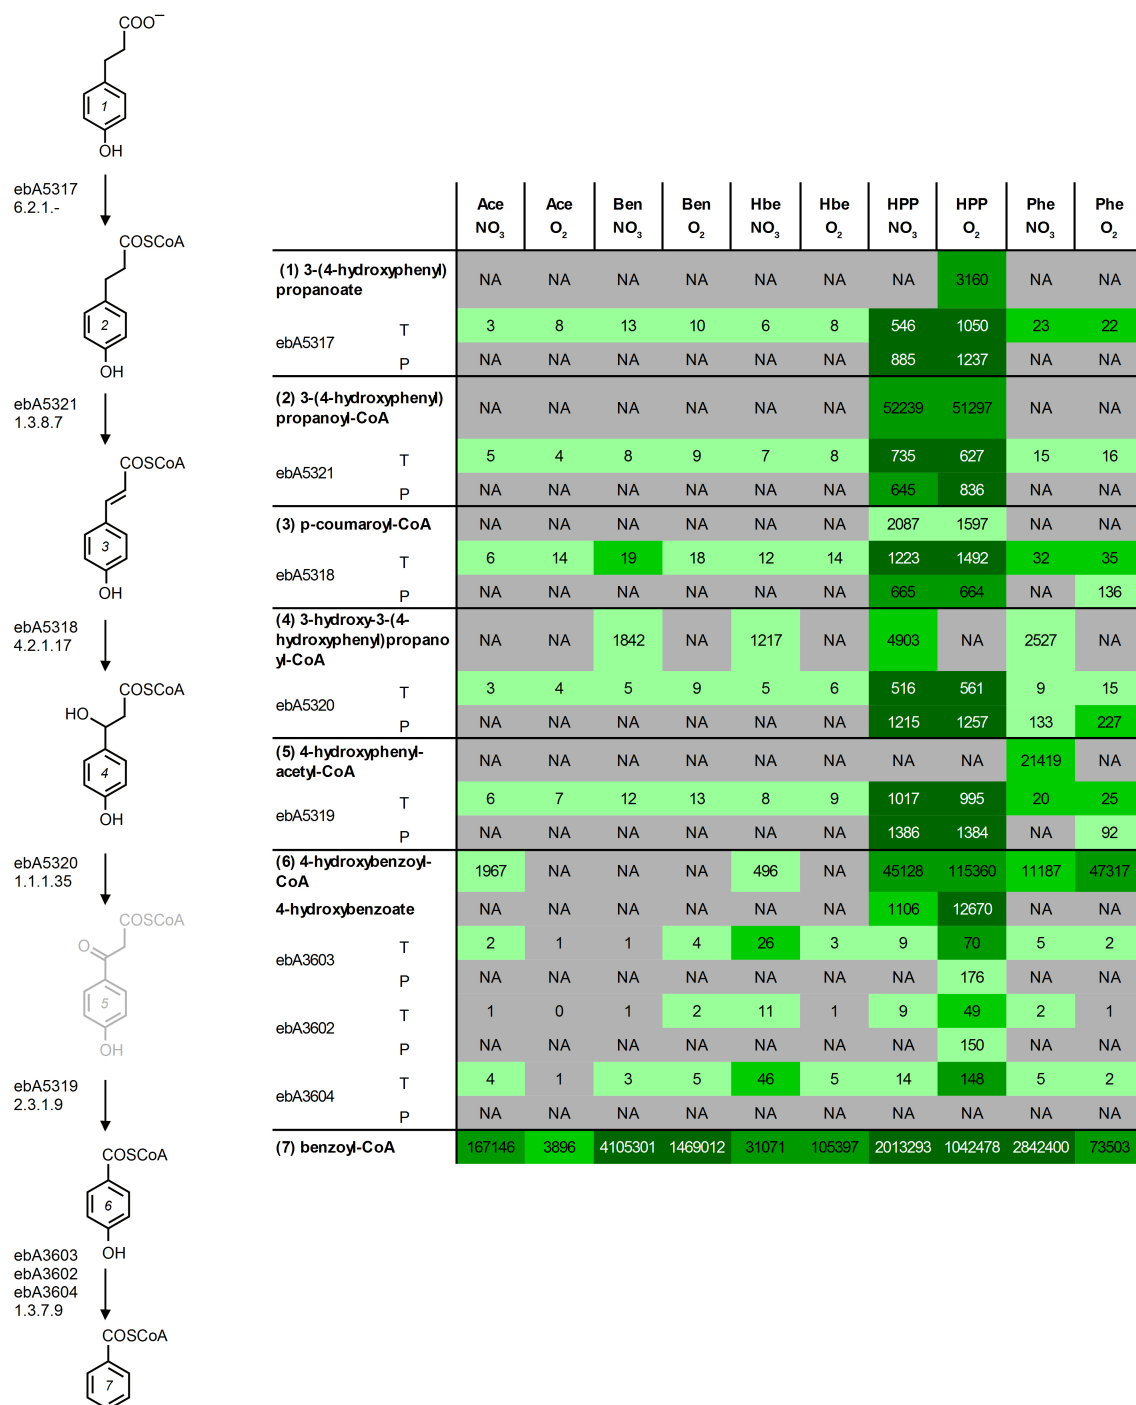 COO−
1
OH
ebA5317
6.2.1.-
COSCoA
2
OH
ebA5321
1.3.8.7
COSCoA
3
OH
ebA5318
4.2.1.17
COSCoA
HO
4
OH
ebA5320
1.1.1.35
COSCoA
O
5
OH
ebA5319
2.3.1.9
COSCoA
6
OH
ebA3603
ebA3602
ebA3604
1.3.7.9
COSCoA
7
Ace Ace Ben Ben Hbe Hbe HPP HPP Phe Phe
NO3 O2 NO3 O2 NO3 O2 NO3 O2 NO3 O2
(1) 3-(4-hydroxyphenyl)
propanoate
NA NA NA NA NA NA NA 3160 NA NA
ebA5317
T 3 8 13 10 6 8 546 1050 23 22
P NA NA NA NA NA NA 885 1237 NA NA
(2) 3-(4-hydroxyphenyl)
propanoyl-CoA
NA NA NA NA NA NA 52239 51297 NA NA
ebA5321
T 5 4 8 9 7 8 735 627 15 16
P NA NA NA NA NA NA 645 836 NA NA
(3) p-coumaroyl-CoA NA NA NA NA NA NA 2087 1597 NA NA
ebA5318
T 6 14 19 18 12 14 1223 1492 32 35
P NA NA NA NA NA NA 665 664 NA 136
(4) 3-hydroxy-3-(4-
hydroxyphenyl)propano
yl-CoA
NA NA 1842 NA 1217 NA 4903 NA 2527 NA
ebA5320
T 3 4 5 9 5 6 516 561 9 15
P NA NA NA NA NA NA 1215 1257 133 227
(5) 4-hydroxyphenyl-
acetyl-CoA
NA NA NA NA NA NA NA NA 21419 NA
ebA5319
T 6 7 12 13 8 9 1017 995 20 25
P NA NA NA NA NA NA 1386 1384 NA 92
(6) 4-hydroxybenzoyl-
CoA
1967 NA NA NA 496 NA 45128 115360 11187 47317
4-hydroxybenzoate NA NA NA NA NA NA 1106 12670 NA NA
ebA3603
T 2 1 1 4 26 3 9 70 5 2
P NA NA NA NA NA NA NA 176 NA NA
ebA3602
T 1 0 1 2 11 1 9 49 2 1
P NA NA NA NA NA NA NA 150 NA NA
ebA3604
T 4 1 3 5 46 5 14 148 5 2
P NA NA NA NA NA NA NA NA NA NA
(7) benzoyl-CoA 167146 3896 4105301 1469012 31071 105397 2013293 1042478 2842400 73503